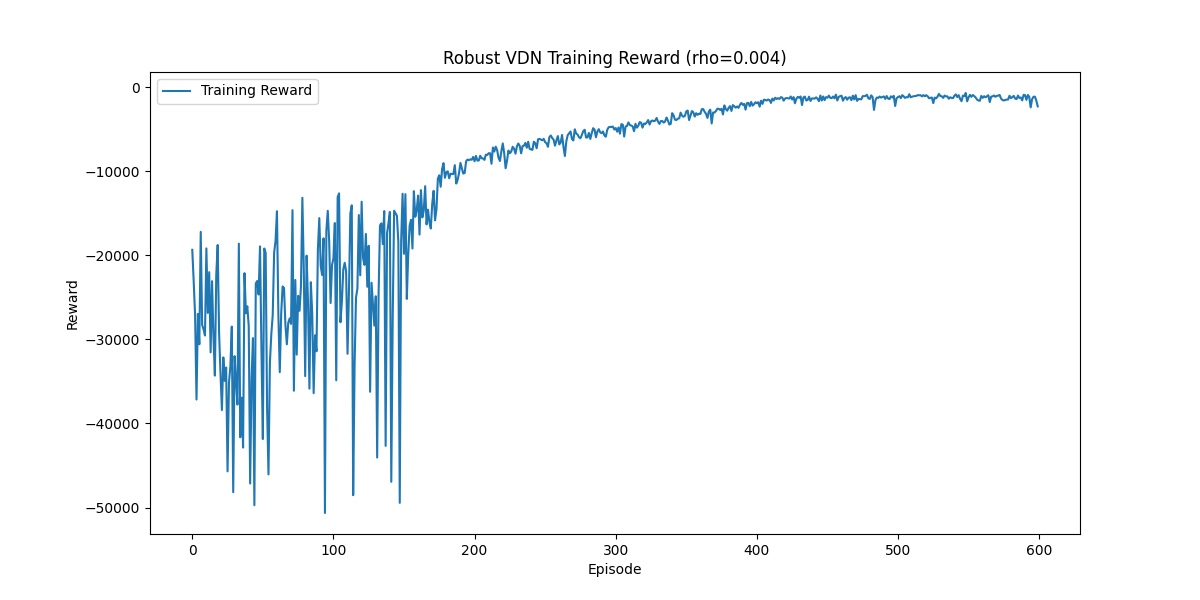 Robust VDN Training Reward (rho=0.004)
Training Reward
0
−10000
−20000
−30000
−40000
−50000
Reward
0 100 200 300 400 500 600
Episode